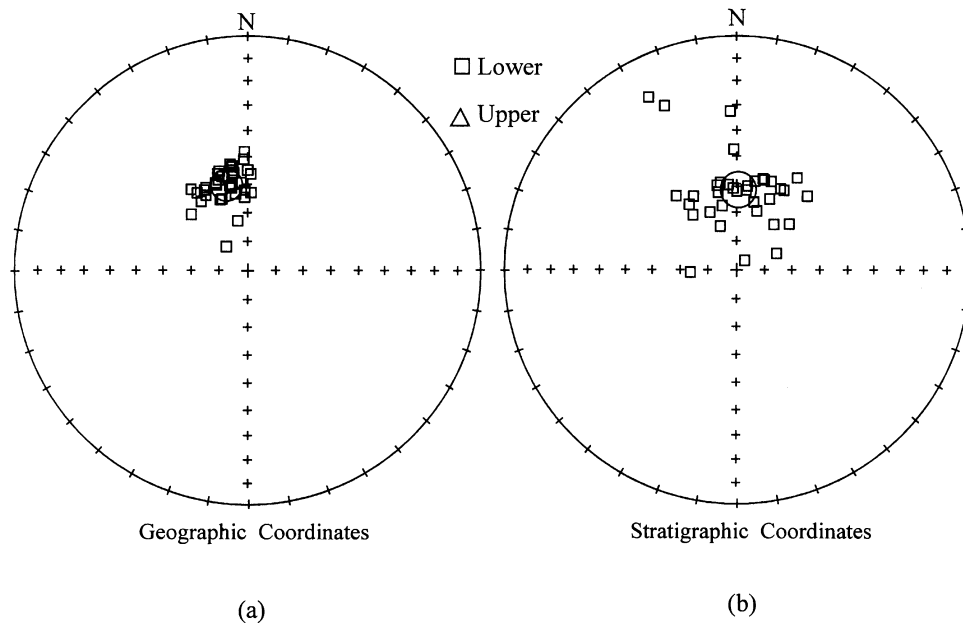 N
N
Lower
Upper
Geographic Coordinates
Stratigraphic Coordinates
(a)
(b)